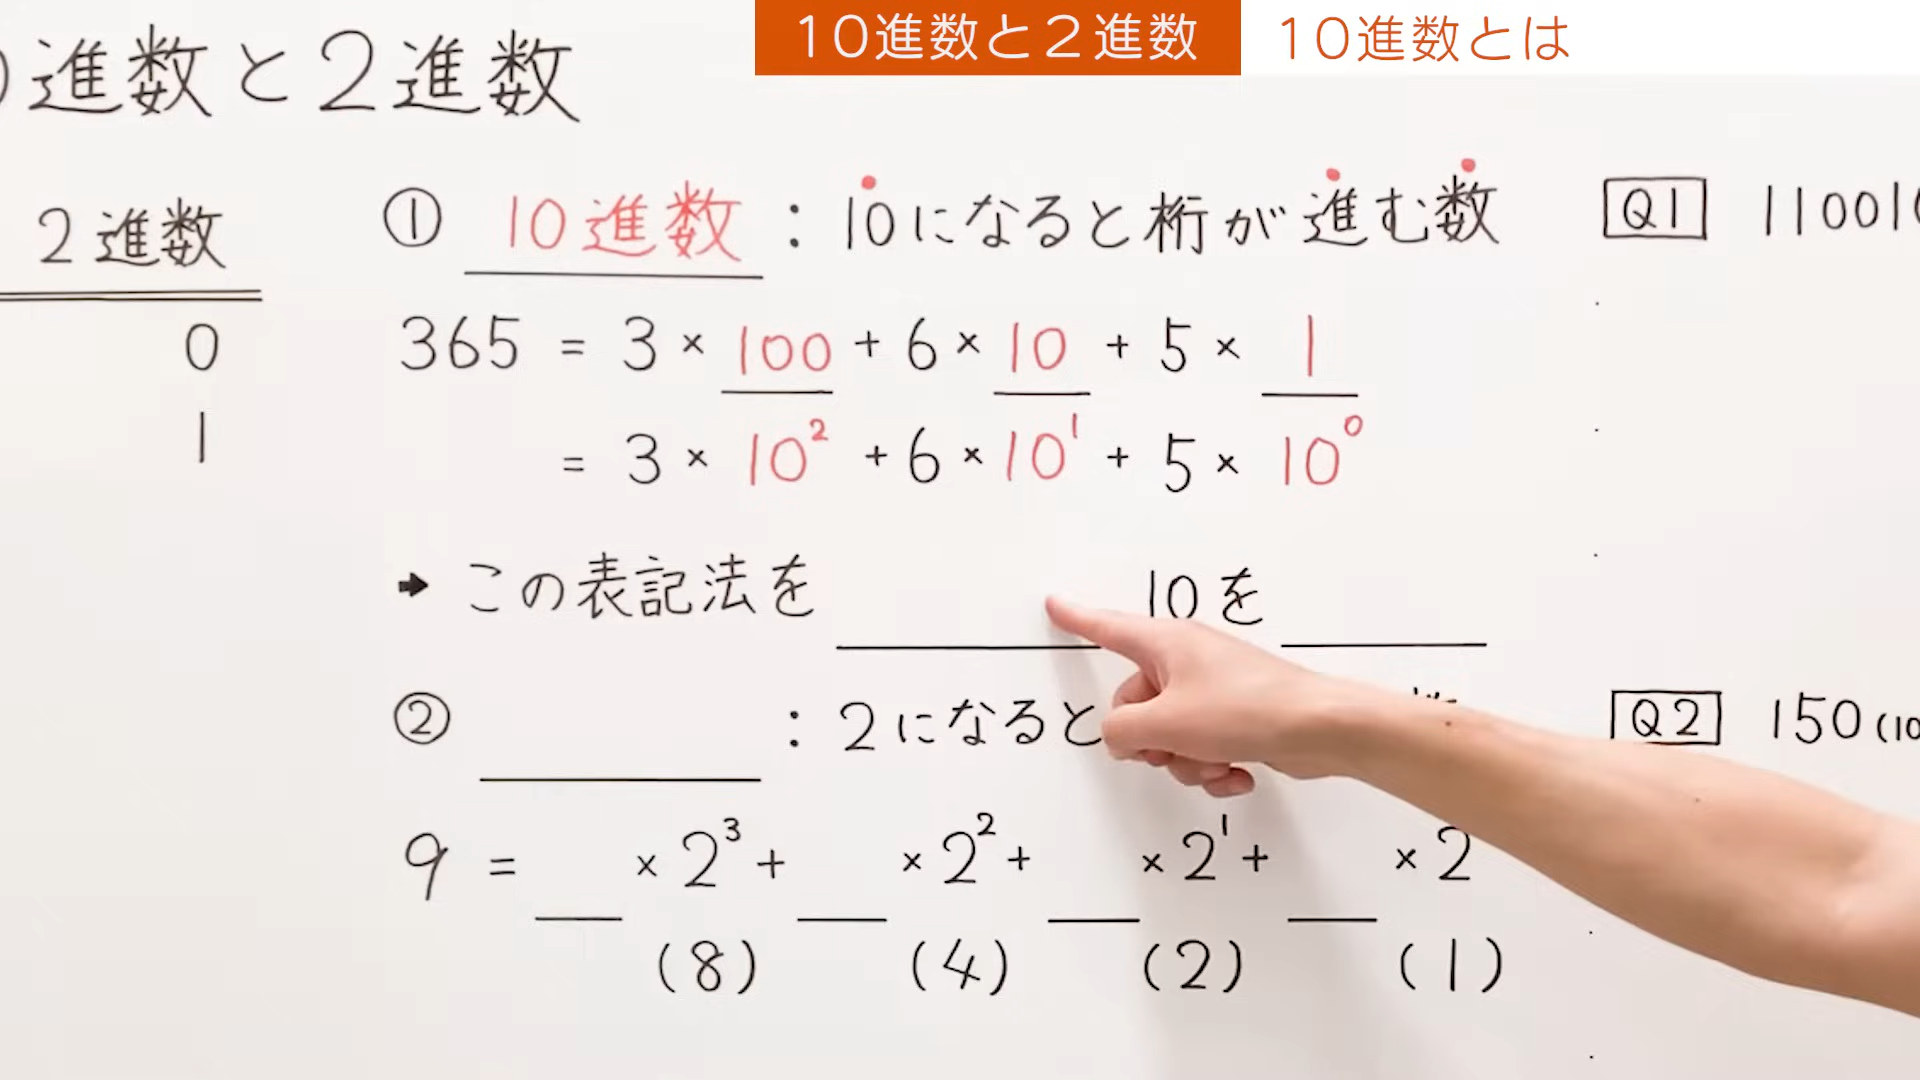 10進数と2進数 10進数とは
進数と2進数
2進数
0
1
① 10進数 : 10になると桁が進む数
365 = 3 × 100 + 6 × 10 + 5 × 1
= 3 × 10² + 6 × 10¹ + 5 × 10⁰
➡ この表記法を 10を
② : 2になると
9 = × 2³ + × 2² + × 2¹ + × 2
(8) (4) (2) (1)
Q1 11001
Q2 150(10